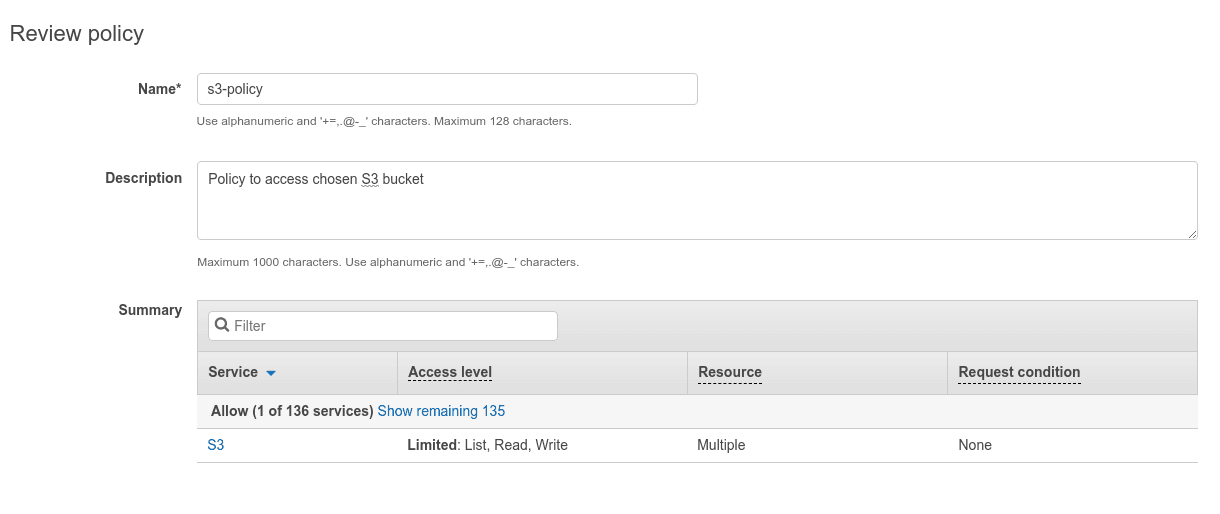 Review policy
Name* s3-policy
Use alphanumeric and '+=,.@-_' characters. Maximum 128 characters.
Description Policy to access chosen S3 bucket
Maximum 1000 characters. Use alphanumeric and '+=,.@-_' characters.
Summary Filter
Service Access level Resource Request condition
Allow (1 of 136 services) Show remaining 135
S3 Limited: List, Read, Write Multiple None